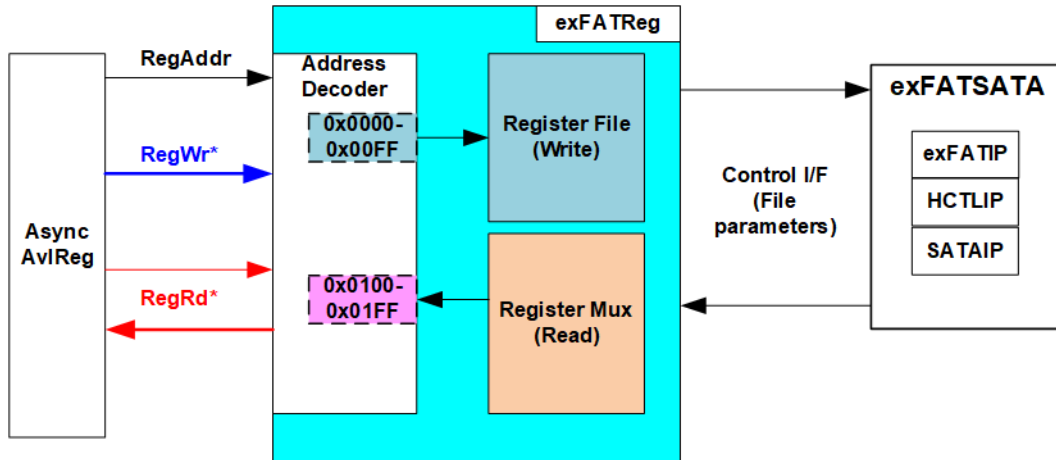 exFATReg
RegAddr
Address
Decoder
exFATSATA
0x0000-
0x00FF
Register File
(Write)
RegWr*
exFATIP
Control I/F
(File
parameters)
HCTLIP
Async
AvlReg
SATAIP
RegRd*
0x0100-
0x01FF
Register Mux
(Read)